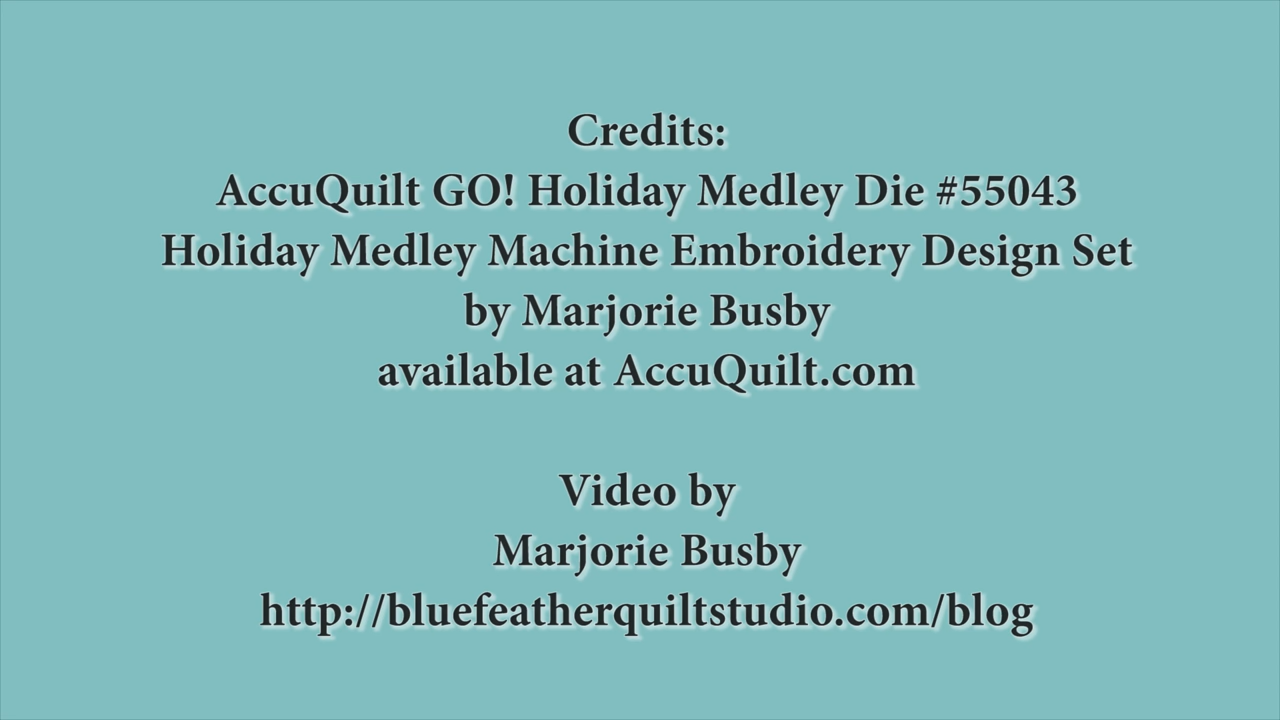 Credits:
AccuQuilt GO! Holiday Medley Die #55043
Holiday Medley Machine Embroidery Design Set
by Marjorie Busby
available at AccuQuilt.com
Video by
Marjorie Busby
http://bluefeatherquiltstudio.com/blog